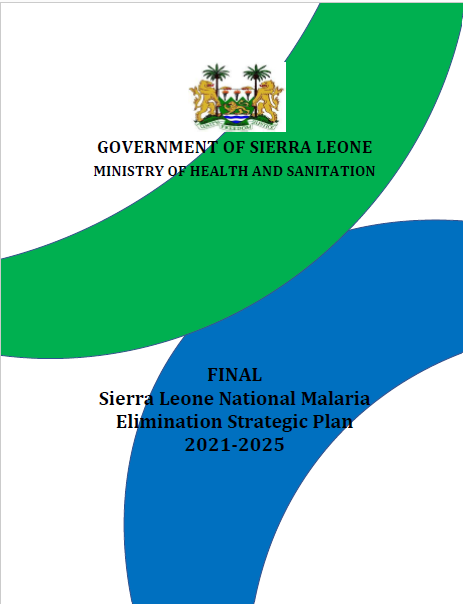 GOVERNMENT OF SIERRA LEONE
MINISTRY OF HEALTH AND SANITATION
FINAL
Sierra Leone National Malaria
Elimination Strategic Plan
2021-2025